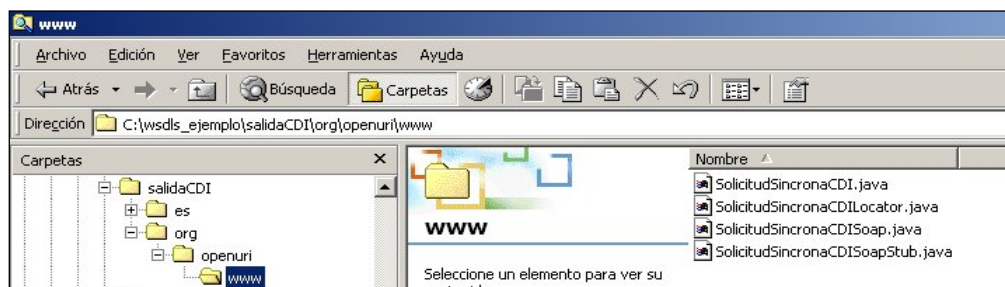 www
Archivo Edición Ver Favoritos Herramientas Ayuda
Atrás Búsqueda Carpetas
Dirección C:\wsdls_ejemplo\salidaCDI\org\openuri\www
Carpetas
salidaCDI
es
org
openuri
www
www
Seleccione un elemento para ver su
Nombre
SolicitudSincronaCDI.java
SolicitudSincronaCDILocator.java
SolicitudSincronaCDISoap.java
SolicitudSincronaCDISoapStub.java